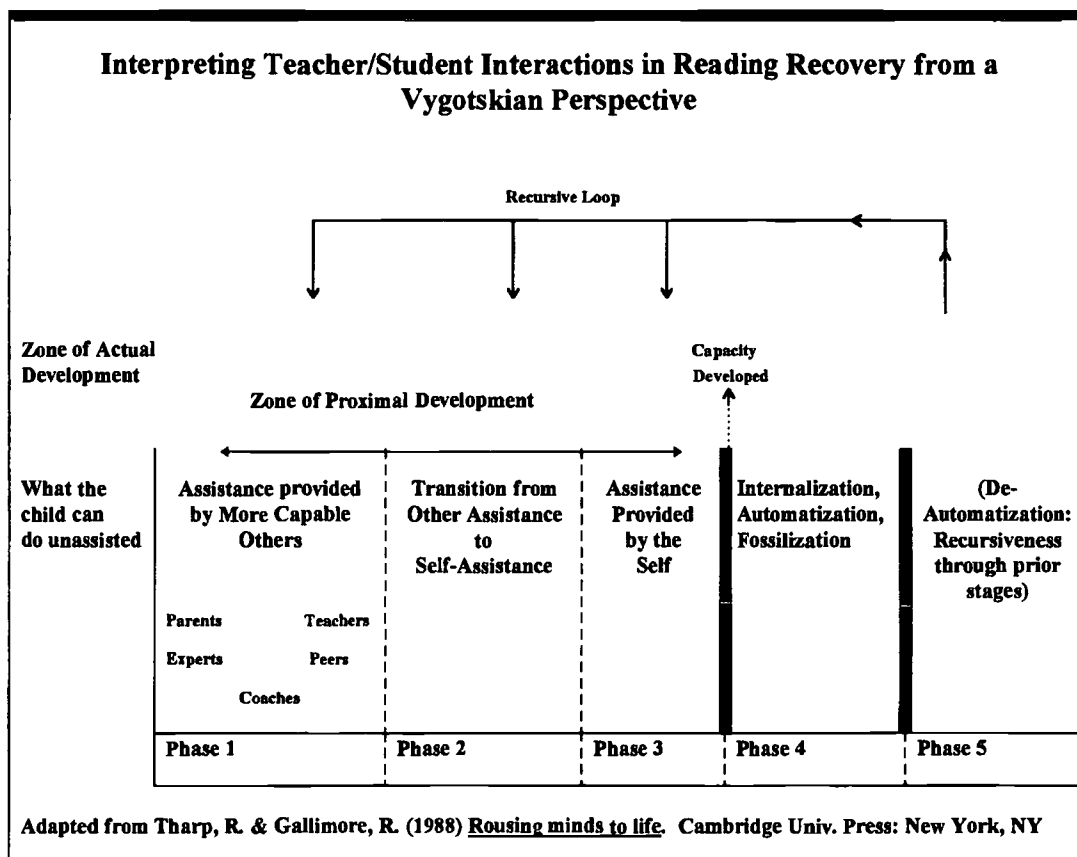 Interpreting Teacher/Student Interactions in Reading Recovery from a
Vygotskian Perspective
Recursive Loop
Zone of Actual
Development
Capacity
Developed
Zone of Proximal Development
What the
child can
do unassisted
Assistance provided
by More Capable
Others
Parents Teachers
Experts Peers
Coaches
Transition from
Other Assistance
to
Self-Assistance
Assistance
Provided
by the
Self
Internalization,
Automatization,
Fossilization
(De-
Automatization:
Recursiveness
through prior
stages)
Phase 1
Phase 2
Phase 3
Phase 4
Phase 5
Adapted from Tharp, R. & Gallimore, R. (1988) Rousing minds to life. Cambridge Univ. Press: New York, NY